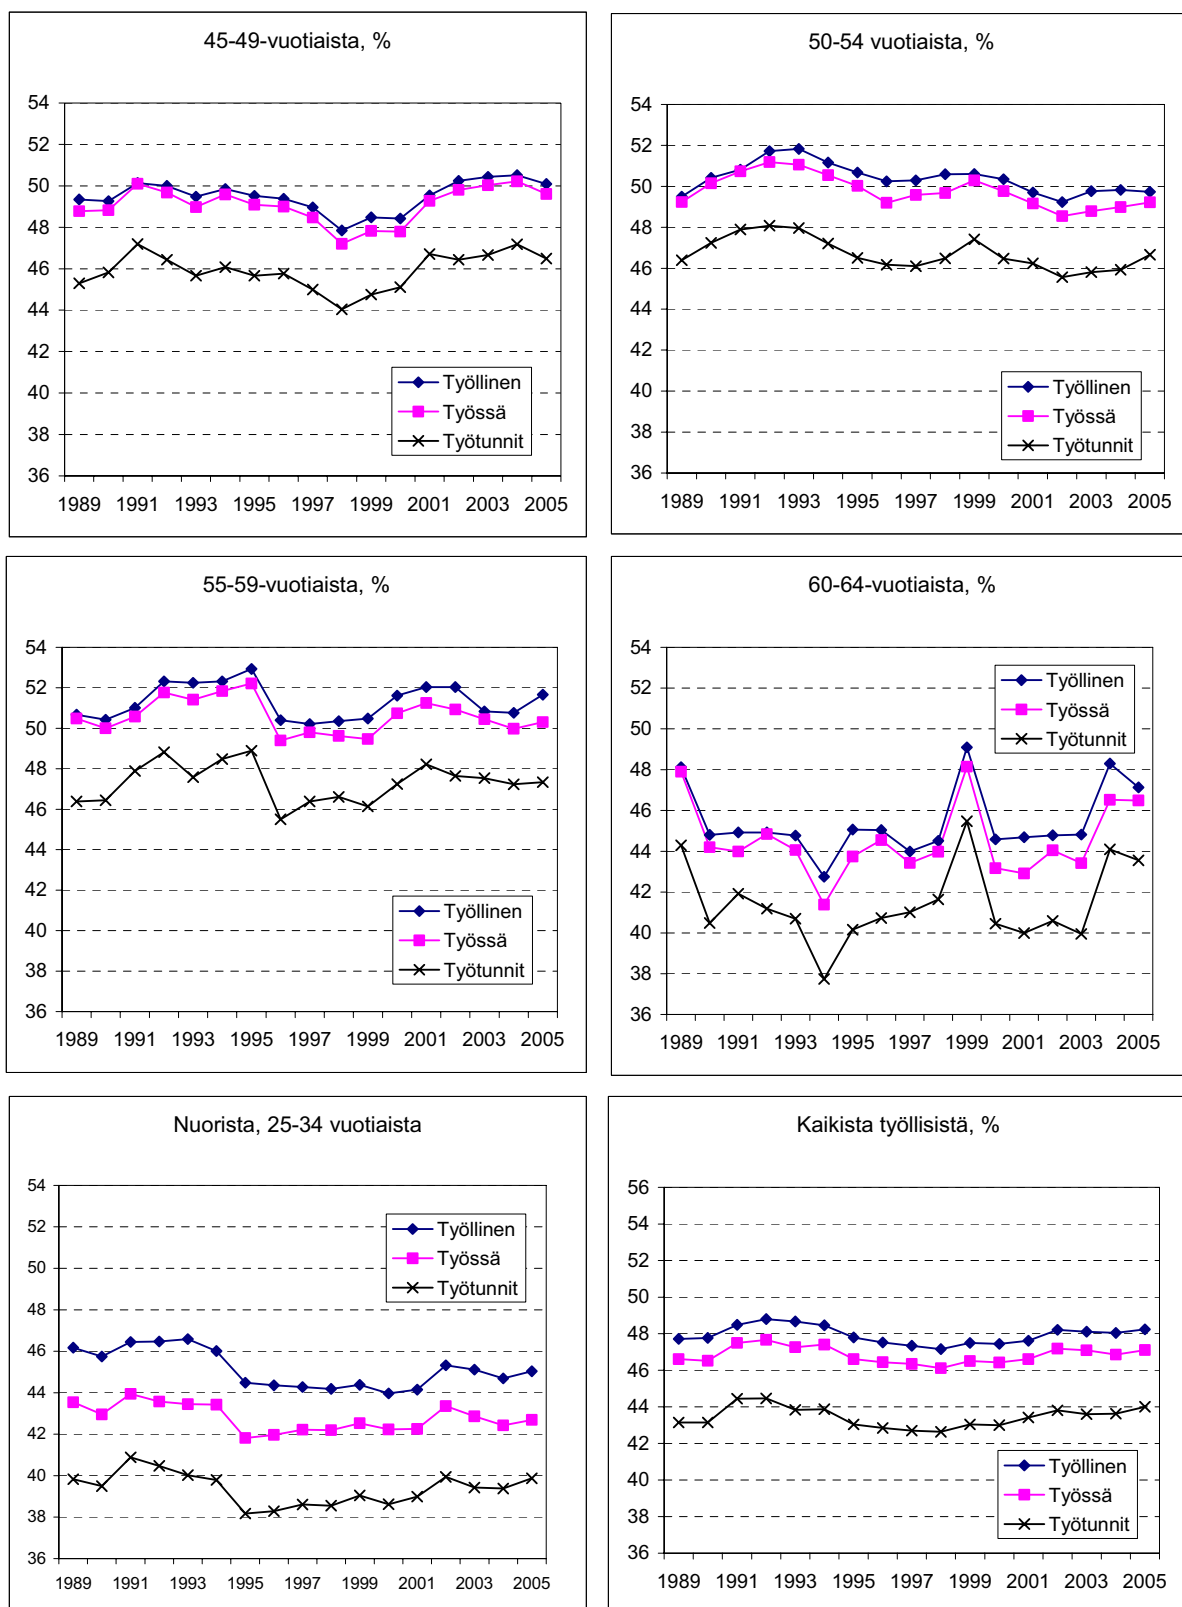 45-49-vuotiaista, %
54
52
50
48
46
44
42
40
38
36
Työllinen
Työssä
Työtunnit
1989 1991 1993 1995 1997 1999 2001 2003 2005
50-54 vuotiaista, %
54
52
50
48
46
44
42
40
38
36
Työllinen
Työssä
Työtunnit
1989 1991 1993 1995 1997 1999 2001 2003 2005
55-59-vuotiaista, %
54
52
50
48
46
44
42
40
38
36
Työllinen
Työssä
Työtunnit
1989 1991 1993 1995 1997 1999 2001 2003 2005
60-64-vuotiaista, %
54
52
50
48
46
44
42
40
38
36
Työllinen
Työssä
Työtunnit
1989 1991 1993 1995 1997 1999 2001 2003 2005
Nuorista, 25-34 vuotiaista
54
52
50
48
46
44
42
40
38
36
Työllinen
Työssä
Työtunnit
1989 1991 1993 1995 1997 1999 2001 2003 2005
Kaikista työllisistä, %
56
54
52
50
48
46
44
42
40
38
36
Työllinen
Työssä
Työtunnit
1989 1991 1993 1995 1997 1999 2001 2003 2005